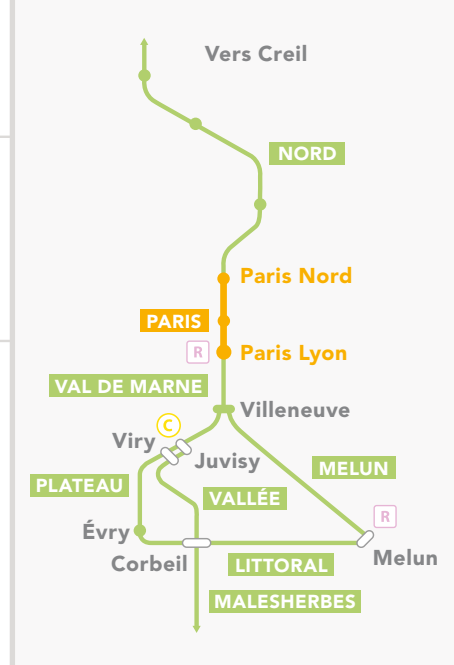 Vers Creil
NORD
Paris Nord
PARIS
R
Paris Lyon
VAL DE MARNE
Villeneuve
C
Viry
Juvisy
MELUN
PLATEAU
VALLÉE
R
Évry
Corbeil
LITTORAL
Melun
MALESHERBES